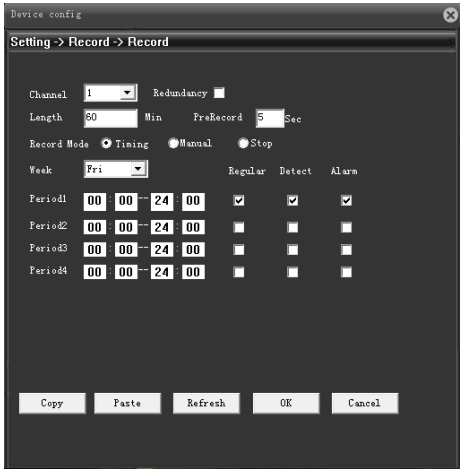 Device config
Setting -> Record -> Record
Channel 1 Redundancy
Length 60 Min PreRecord 5 Sec
Record Mode Timing Manual Stop
Week Fri Regular Detect Alarm
Period1 00 : 00 -- 24 : 00
Period2 00 : 00 -- 24 : 00
Period3 00 : 00 -- 24 : 00
Period4 00 : 00 -- 24 : 00
Copy Paste Refresh OK Cancel